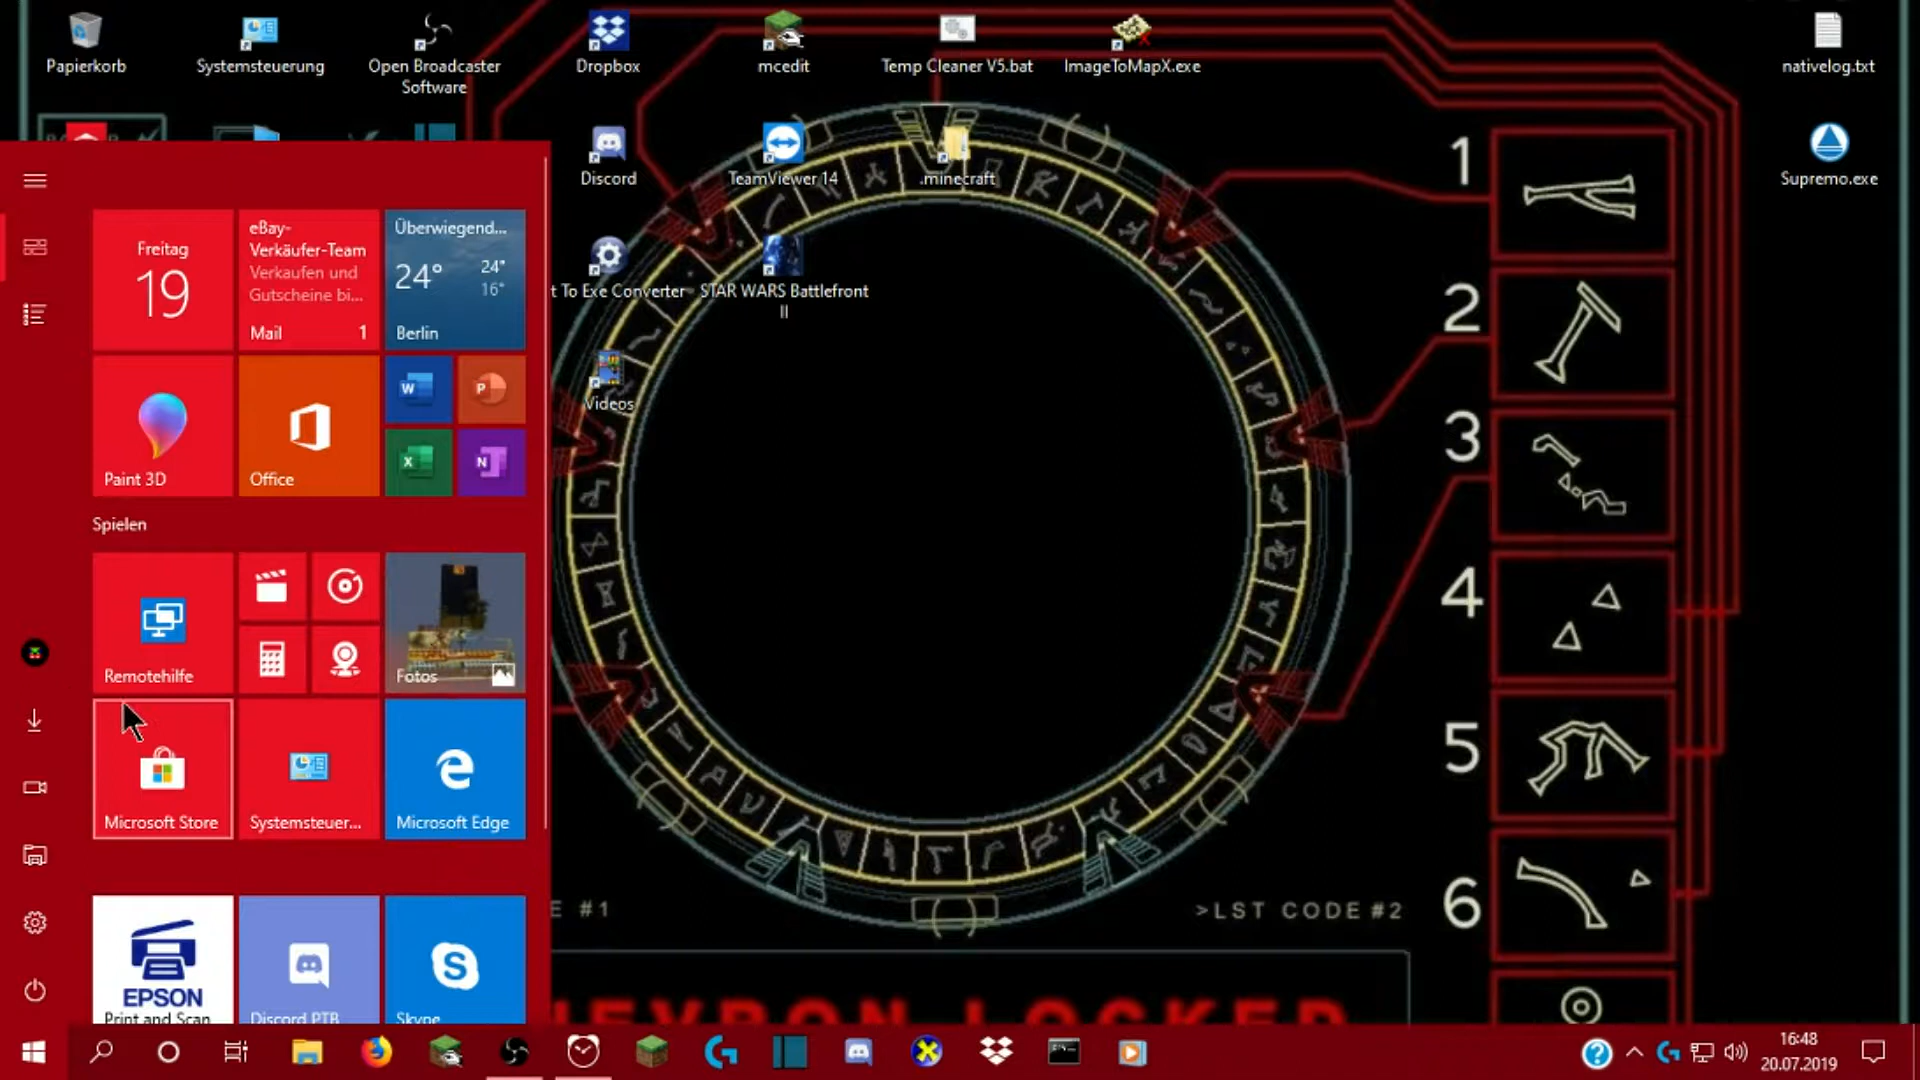 Papierkorb
Systemsteuerung
Open Broadcaster
Software
Dropbox
mcedit
Temp Cleaner V5.bat
ImageToMapX.exe
nativelog.txt
Discord
TeamViewer 14
.minecraft
Supremo.exe
t To Exe Converter
STAR WARS Battlefront
II
Videos
Freitag
19
eBay-
Verkäufer-Team
Verkaufen und
Gutscheine bi...
Mail 1
Überwiegend...
24°
24°
16°
Berlin
Paint 3D
Office
W
P
X
N
Spielen
Remotehilfe
Fotos
Microsoft Store
Systemsteuer...
Microsoft Edge
EPSON
Print and Scan
Discord PTB
S
Skype
1
2
3
4
5
6
E #1
>LST CODE #2
HEVRON LOCKED
16:48
20.07.2019